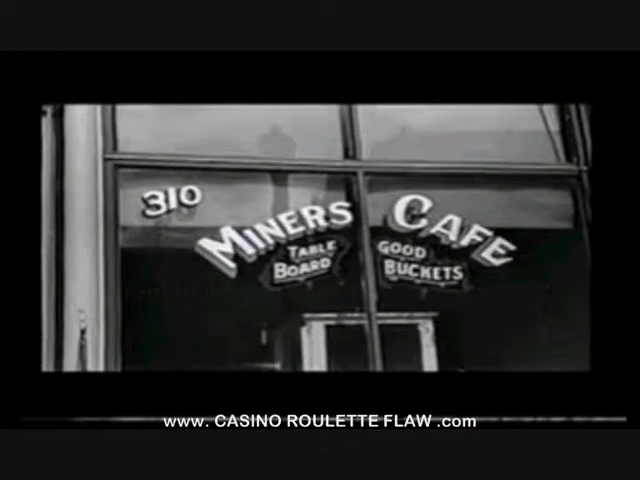 310
MINERS CAFE
TABLE BOARD
GOOD BUCKETS
www. CASINO ROULETTE FLAW .com